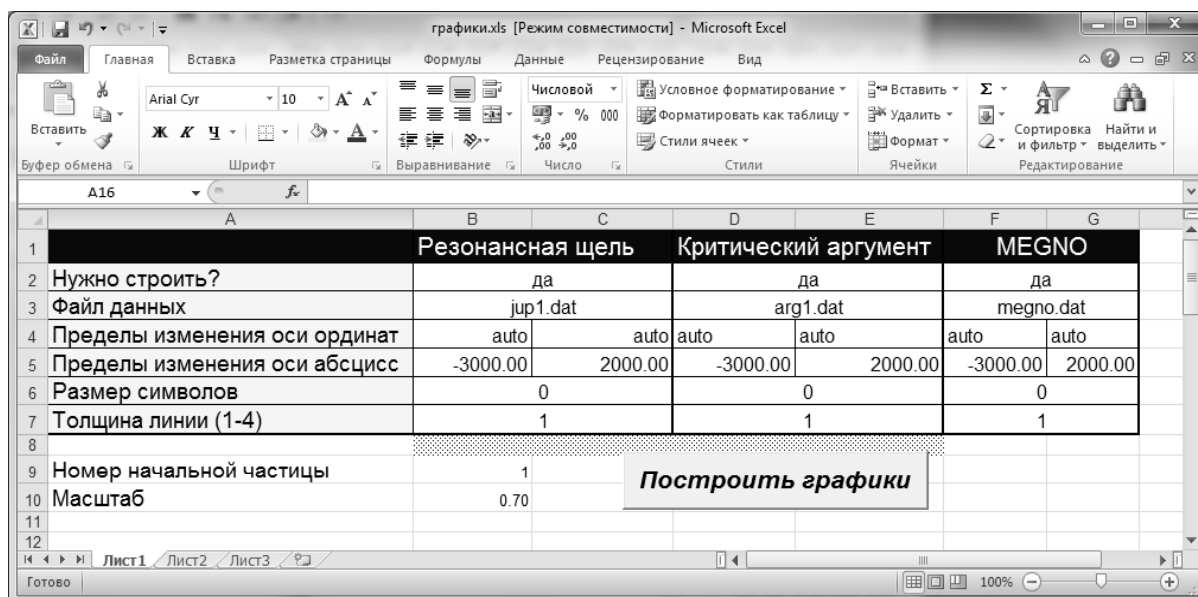 графики.xls [Режим совместимости] - Microsoft Excel
Файл Главная Вставка Разметка страницы Формулы Данные Рецензирование Вид
Вставить
Буфер обмена
Arial Cyr 10
Ж К Ч
Шрифт
Выравнивание
Числовой
% 000
Число
Условное форматирование
Форматировать как таблицу
Стили ячеек
Стили
Вставить
Удалить
Формат
Ячейки
Сортировка и фильтр
Найти и выделить
Редактирование
A16 fx
A B C D E F G
1 Резонансная щель Критический аргумент MEGNO
2 Нужно строить? да да да
3 Файл данных jup1.dat arg1.dat megno.dat
4 Пределы изменения оси ординат auto auto auto auto auto auto
5 Пределы изменения оси абсцисс -3000.00 2000.00 -3000.00 2000.00 -3000.00 2000.00
6 Размер символов 0 0 0
7 Толщина линии (1-4) 1 1 1
8
9 Номер начальной частицы 1
Построить графики
10 Масштаб 0.70
11
12
Лист1 Лист2 Лист3
Готово 100%